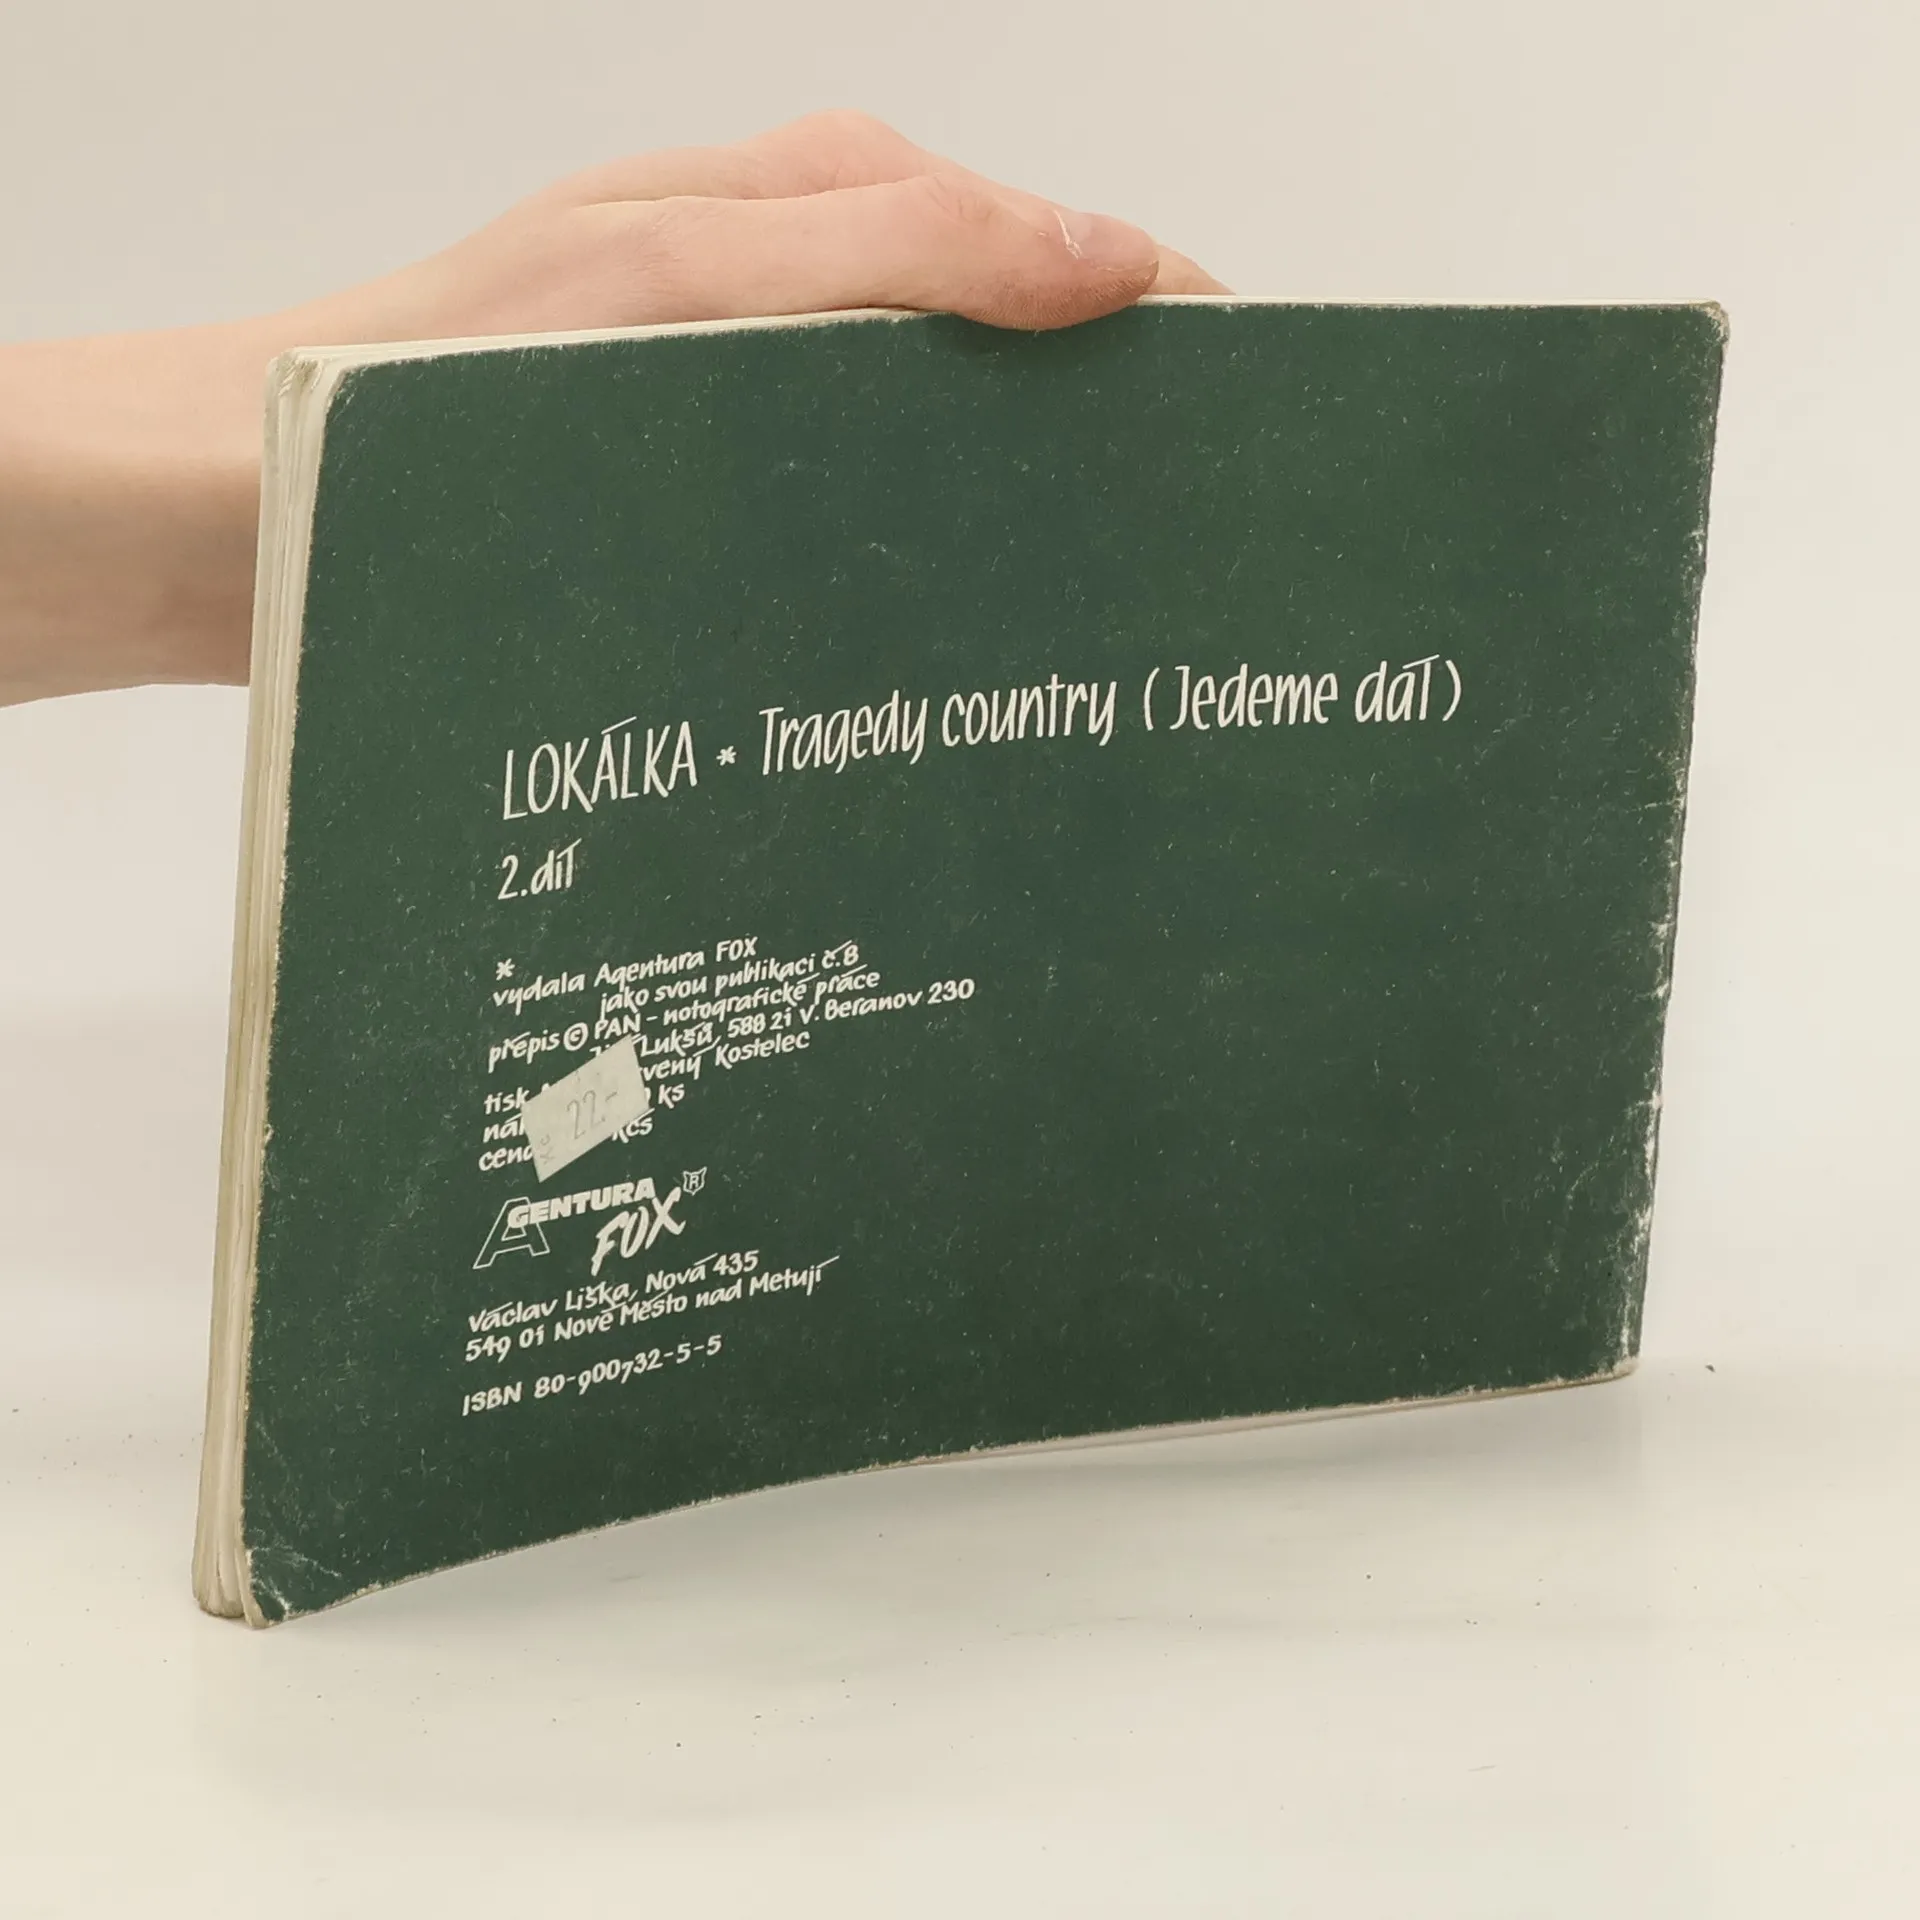 LOKÁLKA * Tragedy country (Jedeme dál)
2. díl
*
vydala Agentura FOX
jako svou publikaci č.8
přepis © PAN - notografické práce
Lukšů, 588 21 V. Beranov 230
tisk Kostelec
ks
Kčs
Kč 22.-
AGENTURA
FOX R
Václav Liška, Nová 435
549 01 Nové Město nad Metují
ISBN 80-900732-5-5